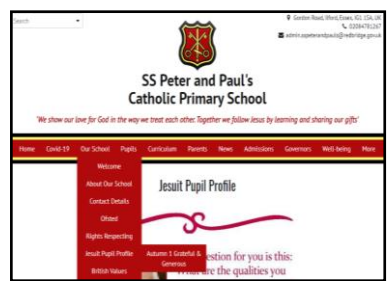 Search
Gordon Road, Ilford, Essex, IG1 1SA, UK
02084781267
admin.sspeterandpauls@redbridge.gov.uk
SS Peter and Paul's
Catholic Primary School
'We show our love for God in the way we treat each other. Together we follow Jesus by learning and sharing our gifts'
Home Covid-19 Our School Pupils Curriculum Parents News Admissions Governors Well-being More
Welcome
About Our School
Jesuit Pupil Profile
Contact Details
Ofsted
Rights Respecting
Jesuit Pupil Profile
Autumn 1 Grateful &
Generous
estion for you is this:
What are the qualities you
British Values